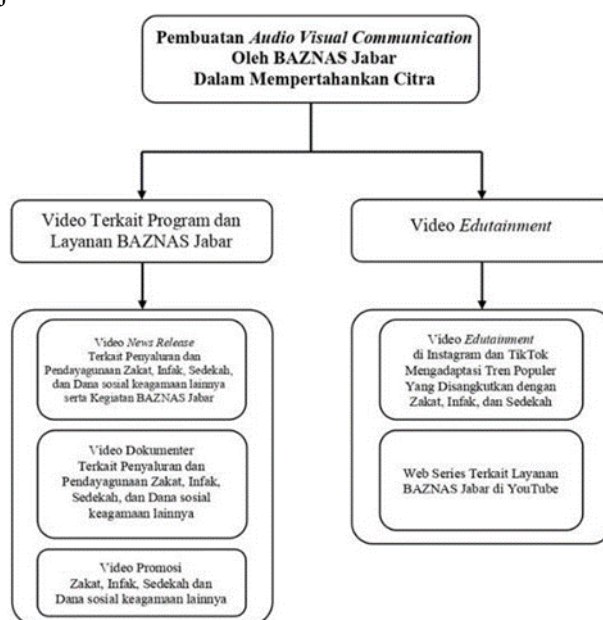 Pembuatan Audio Visual Communication
Oleh BAZNAS Jabar
Dalam Mempertahankan Citra
Video Terkait Program dan
Layanan BAZNAS Jabar
Video News Release
Terkait Penyaluran dan
Pendayagunaan Zakat, Infak, Sedekah,
dan Dana sosial keagamaan lainnya
serta Kegiatan BAZNAS Jabar
Video Dokumenter
Terkait Penyaluran dan
Pendayagunaan Zakat, Infak,
Sedekah, dan Dana sosial
keagamaan lainnya
Video Promosi
Zakat, Infak, Sedekah dan
Dana sosial keagamaan lainnya
Video Edutainment
Video Edutainment
di Instagram dan TikTok
Mengadaptasi Tren Populer
Yang Disangkutkan dengan
Zakat, Infak, dan Sedekah
Web Series Terkait Layanan
BAZNAS Jabar di YouTube